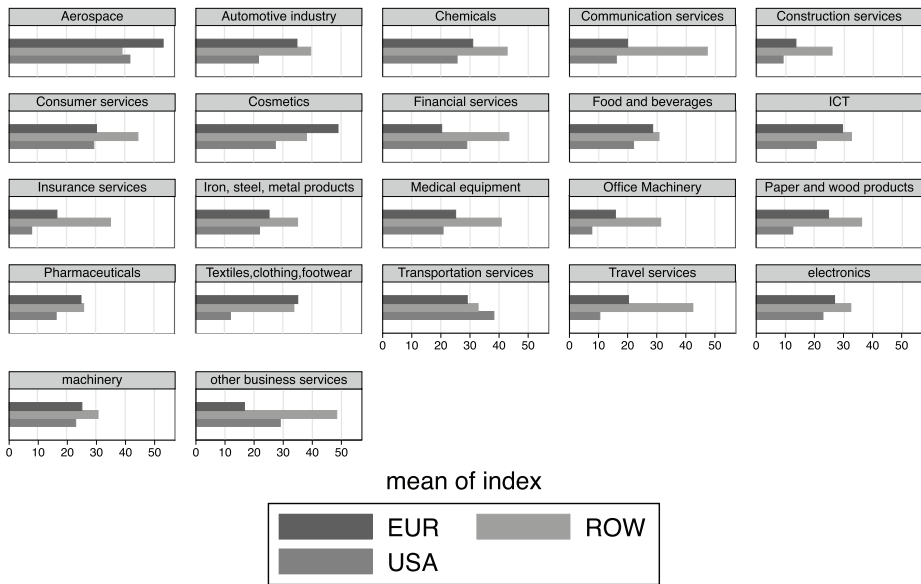 Aerospace Automotive industry Chemicals Communication services Construction services
Consumer services Cosmetics Financial services Food and beverages ICT
Insurance services Iron, steel, metal products Medical equipment Office Machinery Paper and wood products
Pharmaceuticals Textiles,clothing,footwear Transportation services Travel services electronics
0 10 20 30 40 50 0 10 20 30 40 50 0 10 20 30 40 50
machinery other business services
0 10 20 30 40 50 0 10 20 30 40 50
mean of index
EUR ROW
USA